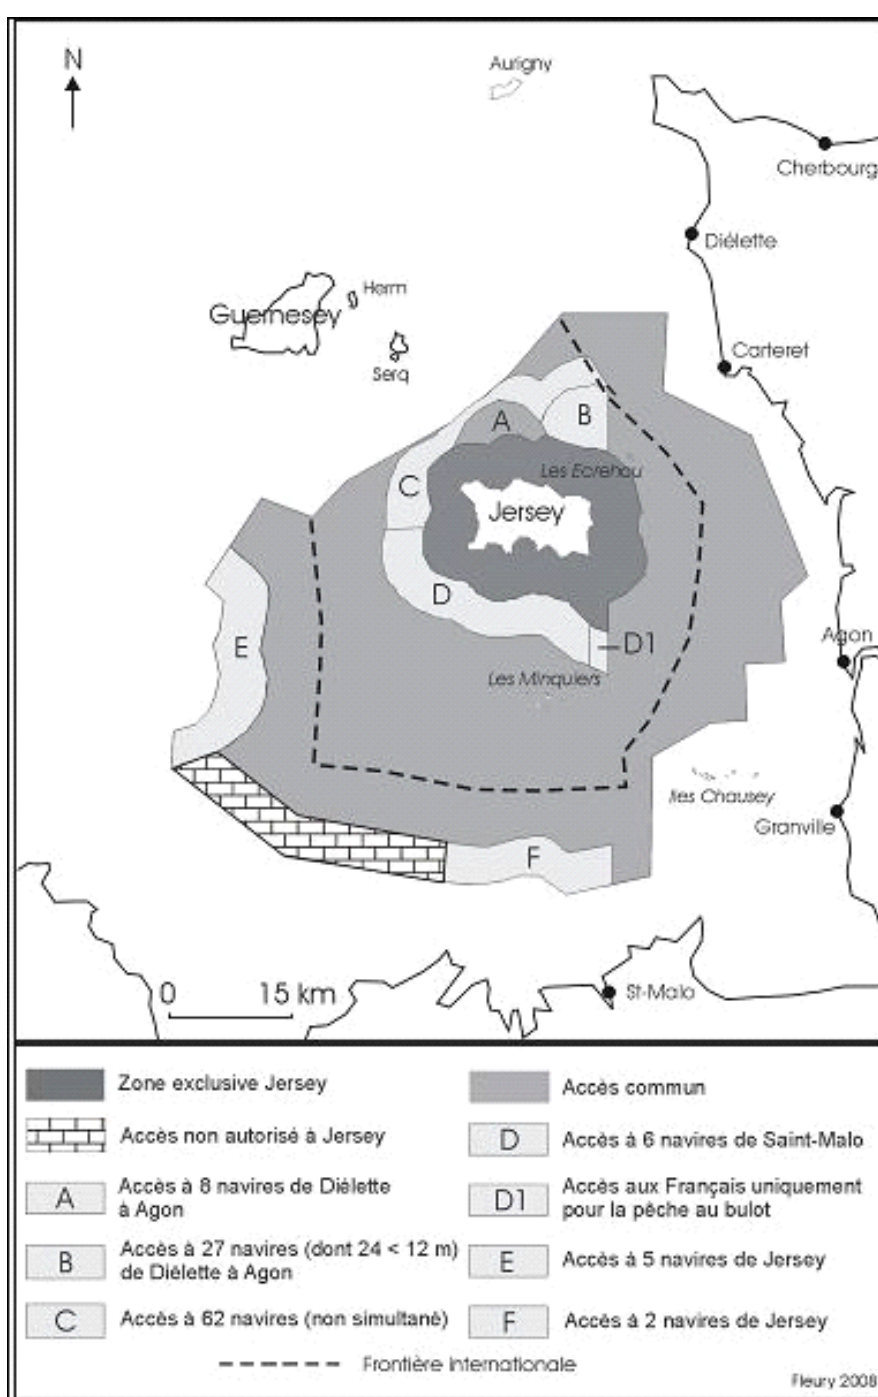 N
Aurigny
Cherbourg
Diélette
Herm
Guernesey
Serq
Carteret
A
B
Les Ecrehou
C
Jersey
D
E
D1
Agon
Les Minquiers
Iles Chausey
Granville
F
0 15 km
St-Malo
Zone exclusive Jersey
Accès commun
Accès non autorisé à Jersey
D
Accès à 6 navires de Saint-Malo
A
Accès à 8 navires de Diélette
à Agon
D1
Accès aux Français uniquement
pour la pêche au bulot
B
Accès à 27 navires (dont 24 < 12 m)
de Diélette à Agon
E
Accès à 5 navires de Jersey
C
Accès à 62 navires (non simultané)
F
Accès à 2 navires de Jersey
Frontière internationale
Fleury 2008